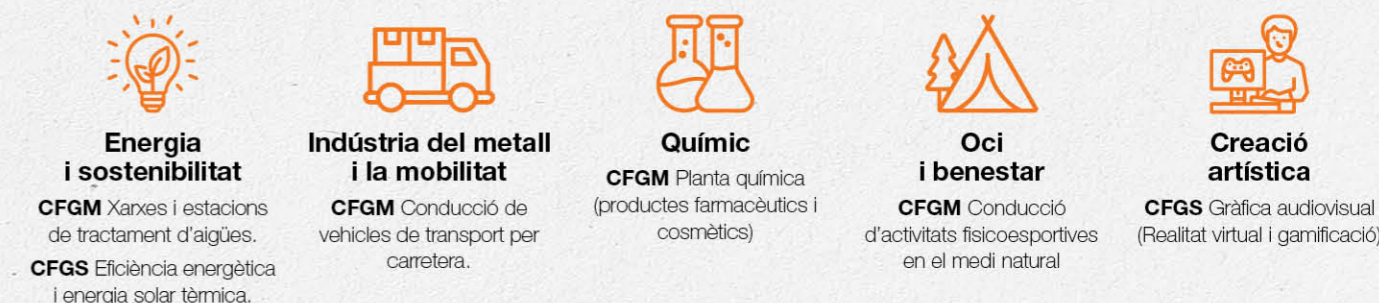 Energia
i sostenibilitat
CFGM Xarxes i estacions
de tractament d'aigües.
CFGS Eficiència energètica
i energia solar tèrmica.
Indústria del metall
i la mobilitat
CFGM Conducció de
vehicles de transport per
carretera.
Químic
CFGM Planta química
(productes farmacèutics i
cosmètics)
Oci
i benestar
CFGM Conducció
d'activitats fisicoesportives
en el medi natural
Creació
artística
CFGS Gràfica audiovisual
(Realitat virtual i gamificació)